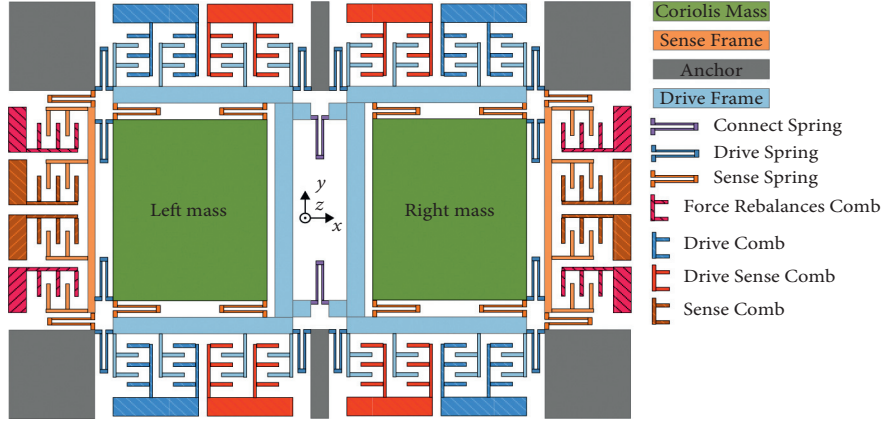 Coriolis Mass
Sense Frame
Anchor
Drive Frame
Connect Spring
Drive Spring
Sense Spring
Force Rebalances Comb
Drive Comb
Drive Sense Comb
Sense Comb
Left mass
y
z
x
Right mass